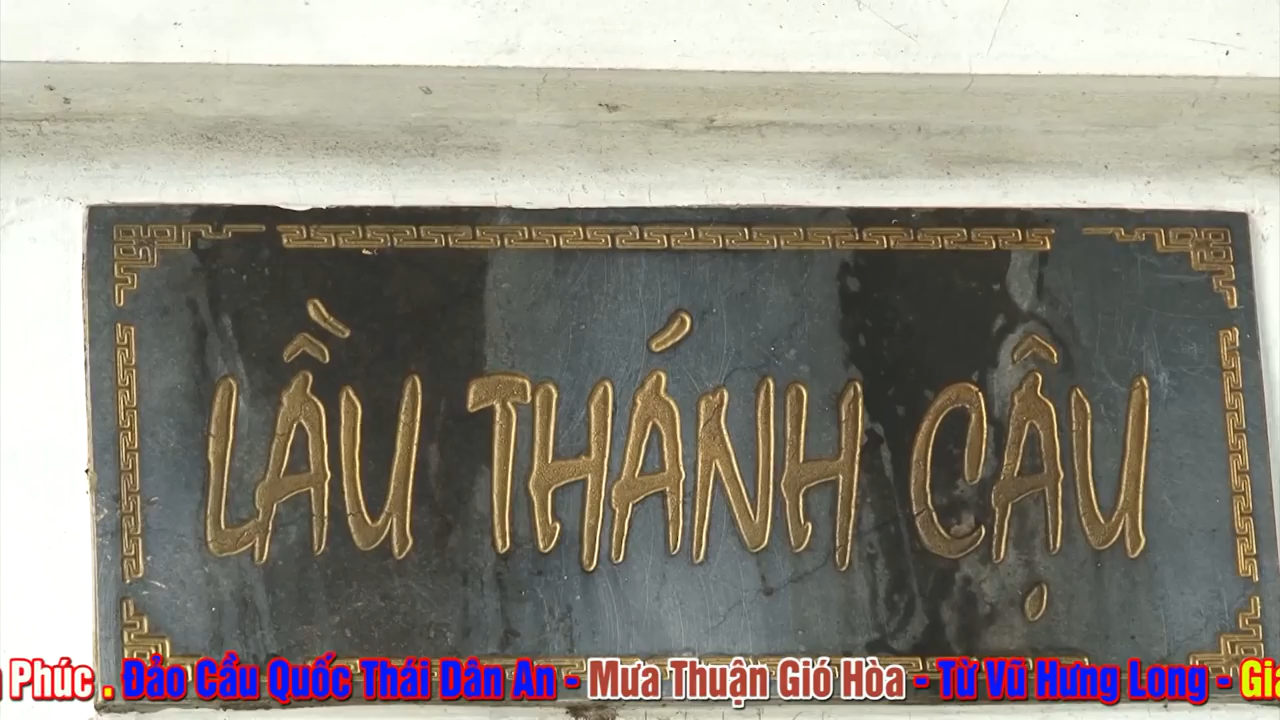 LẦU THÁNH CẬU
Phúc . Đảo Cầu Quốc Thái Dân An - Mưa Thuận Gió Hòa - Từ Vũ Hưng Long -